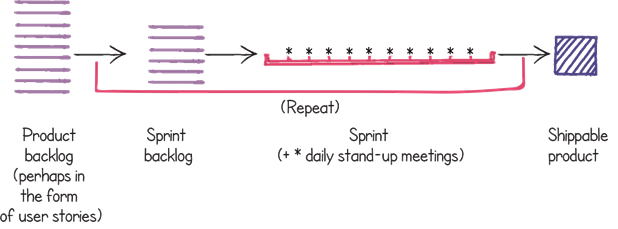 * * * * * * * * * *
(Repeat)
Product
backlog
(perhaps in
the form
of user stories)
Sprint
backlog
Sprint
(+ * daily stand-up meetings)
Shippable
product